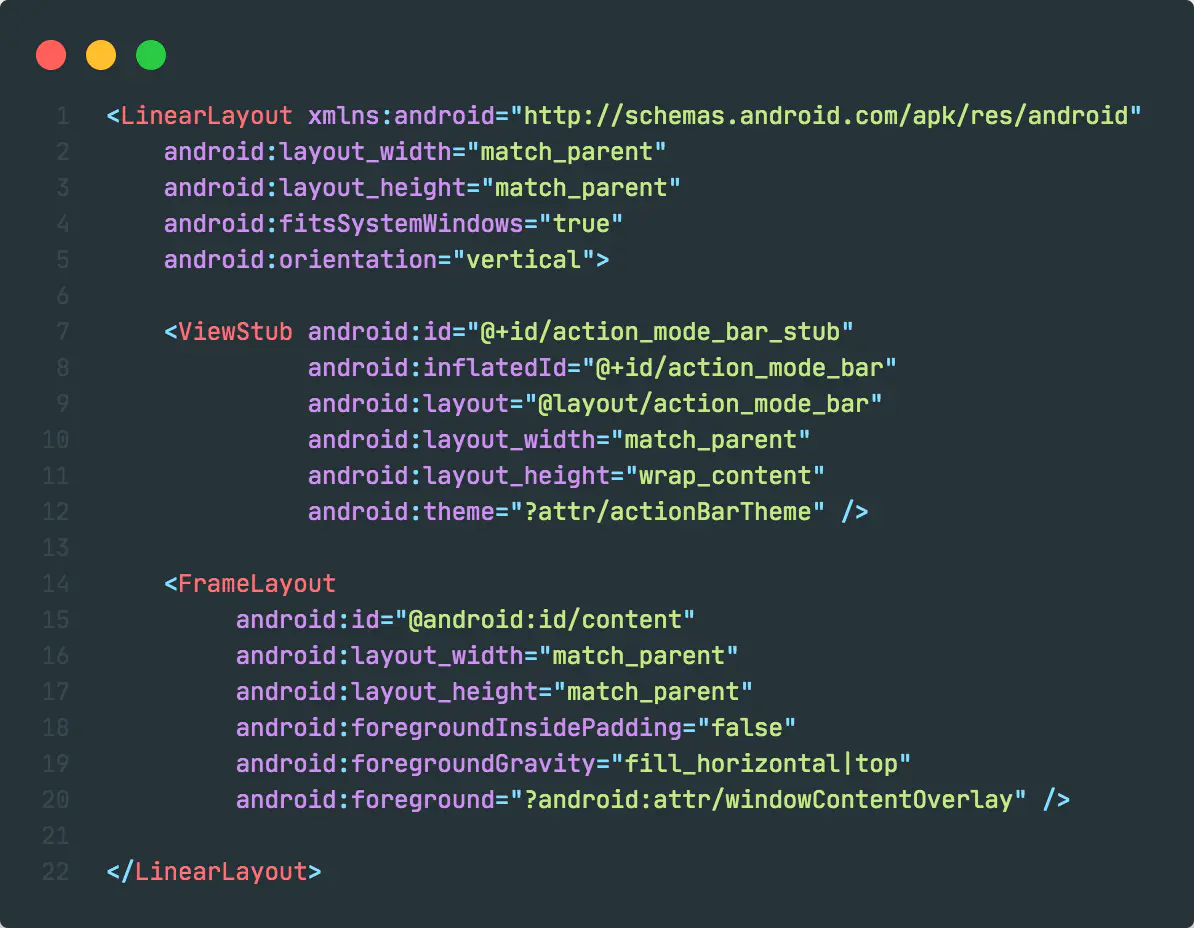 1 <LinearLayout xmlns:android="http://schemas.android.com/apk/res/android"
2     android:layout_width="match_parent"
3     android:layout_height="match_parent"
4     android:fitsSystemWindows="true"
5     android:orientation="vertical">
6
7     <ViewStub android:id="@+id/action_mode_bar_stub"
8               android:inflatedId="@+id/action_mode_bar"
9               android:layout="@layout/action_mode_bar"
10              android:layout_width="match_parent"
11              android:layout_height="wrap_content"
12              android:theme="?attr/actionBarTheme" />
13
14    <FrameLayout
15         android:id="@android:id/content"
16         android:layout_width="match_parent"
17         android:layout_height="match_parent"
18         android:foregroundInsidePadding="false"
19         android:foregroundGravity="fill_horizontal|top"
20         android:foreground="?android:attr/windowContentOverlay" />
21
22 </LinearLayout>